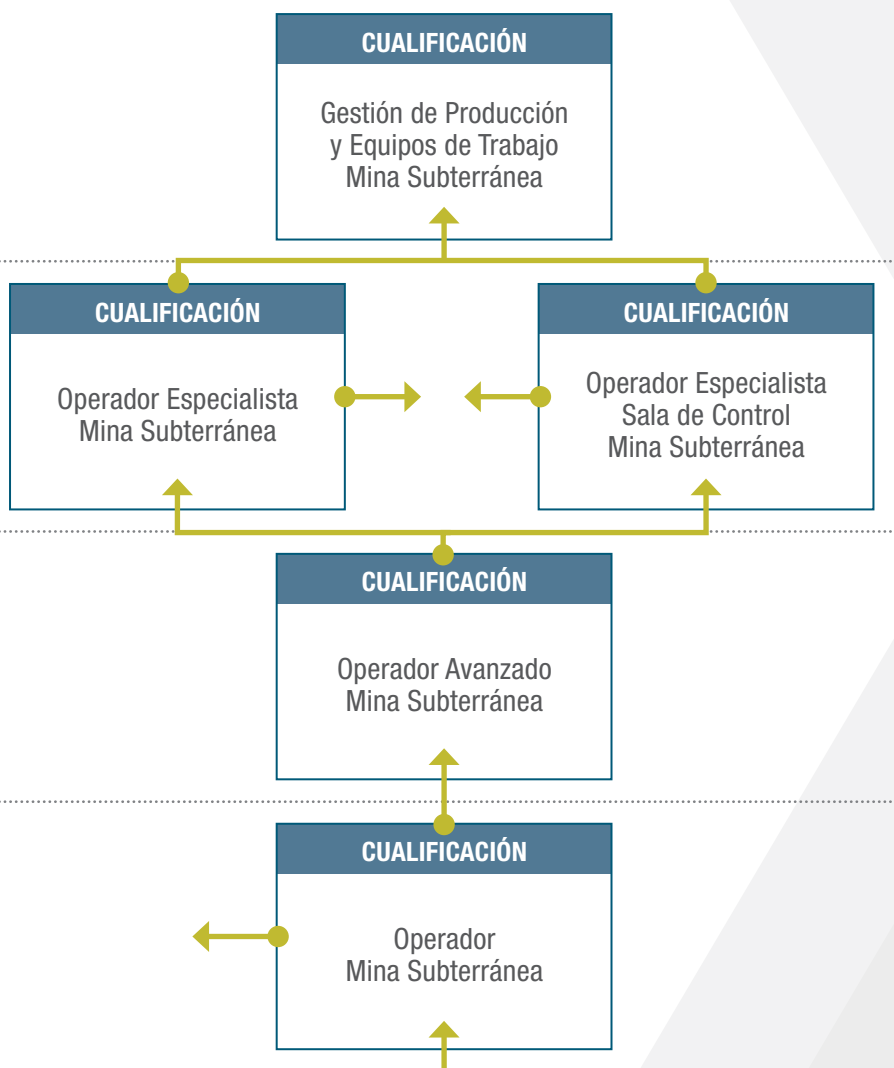 CUALIFICACIÓN
Gestión de Producción
y Equipos de Trabajo
Mina Subterránea
CUALIFICACIÓN
Operador Especialista
Mina Subterránea
CUALIFICACIÓN
Operador Especialista
Sala de Control
Mina Subterránea
CUALIFICACIÓN
Operador Avanzado
Mina Subterránea
CUALIFICACIÓN
Operador
Mina Subterránea